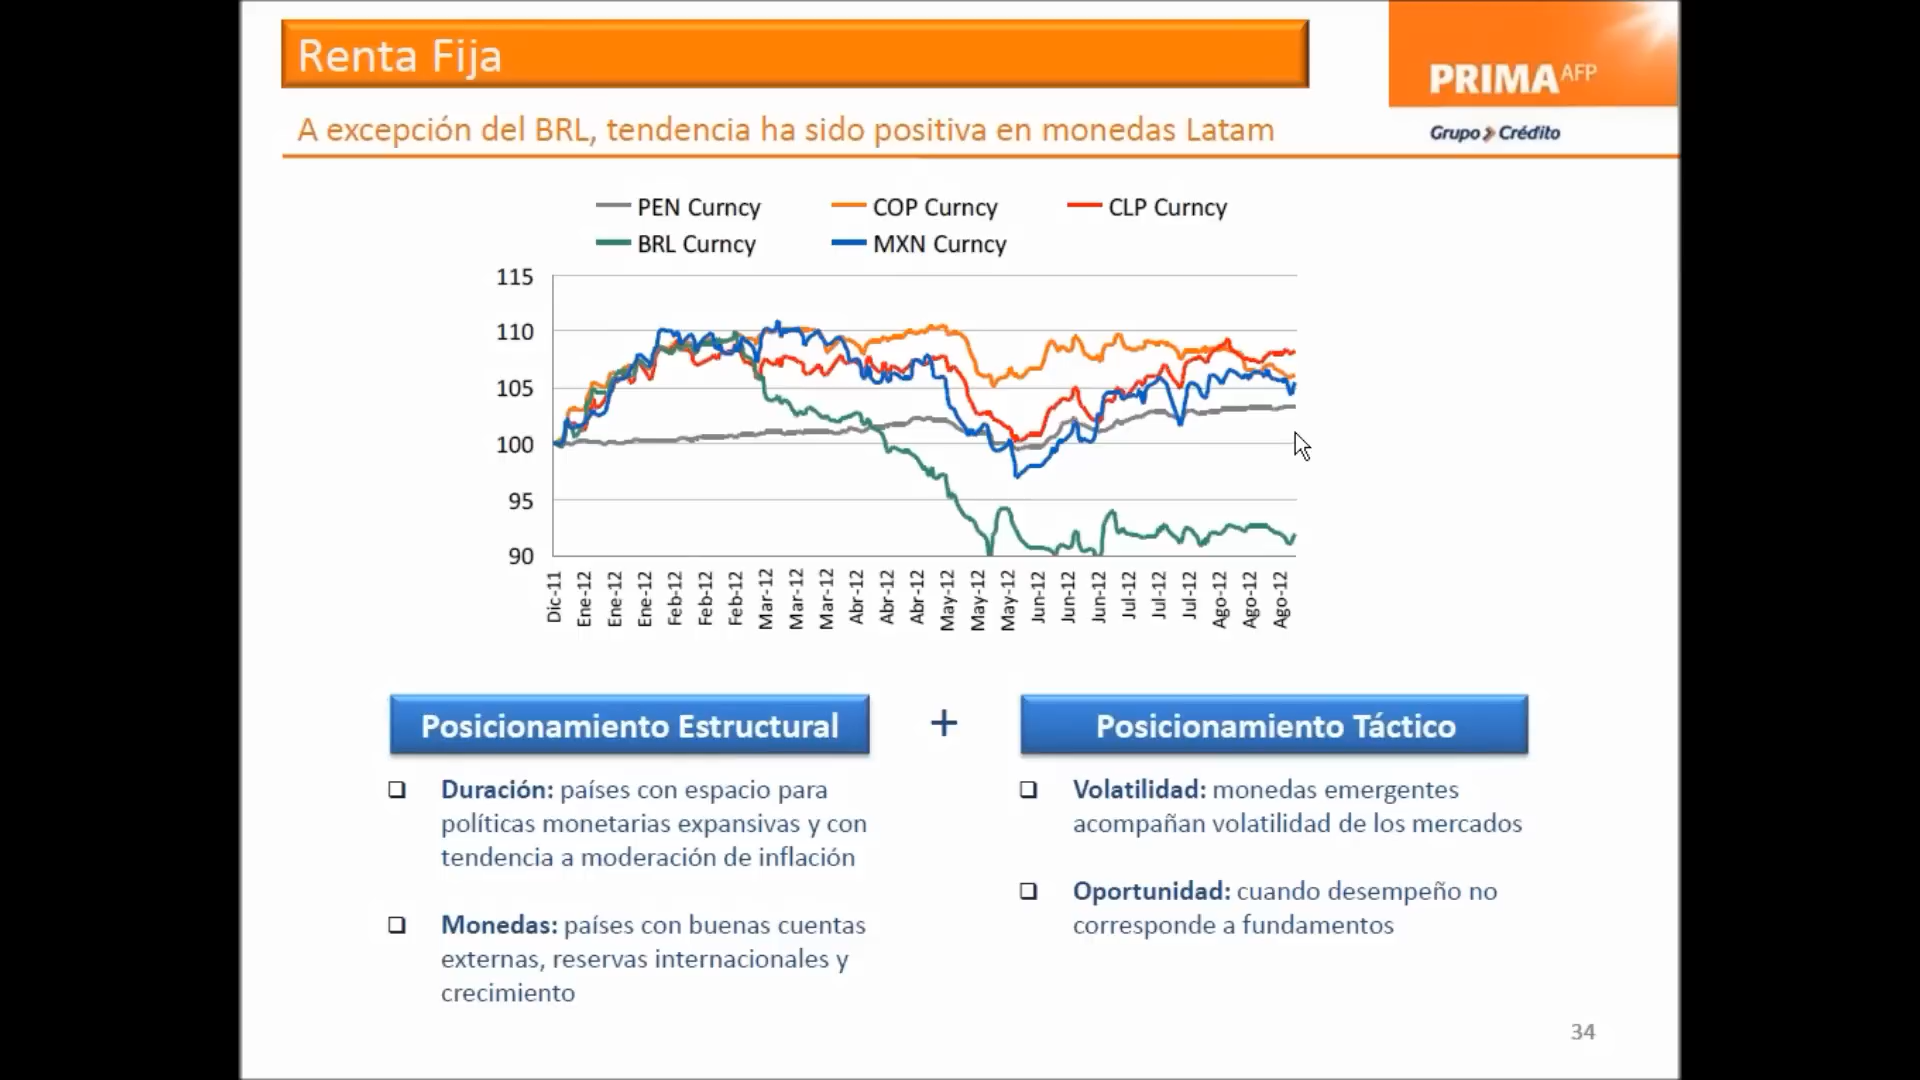 Renta Fija
PRIMA AFP
Grupo Crédito
A excepción del BRL, tendencia ha sido positiva en monedas Latam
PEN Curncy
COP Curncy
CLP Curncy
BRL Curncy
MXN Curncy
115
110
105
100
95
90
Dic-11
Ene-12
Ene-12
Ene-12
Feb-12
Feb-12
Feb-12
Mar-12
Mar-12
Mar-12
Abr-12
Abr-12
Abr-12
May-12
May-12
May-12
Jun-12
Jun-12
Jun-12
Jul-12
Jul-12
Jul-12
Ago-12
Ago-12
Ago-12
Posicionamiento Estructural
+
Posicionamiento Táctico
Duración: países con espacio para
políticas monetarias expansivas y con
tendencia a moderación de inflación
Monedas: países con buenas cuentas
externas, reservas internacionales y
crecimiento
Volatilidad: monedas emergentes
acompañan volatilidad de los mercados
Oportunidad: cuando desempeño no
corresponde a fundamentos
34